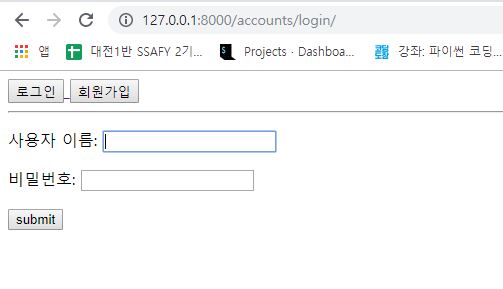 127.0.0.1:8000/accounts/login/
앱 대전1반 SSAFY 2기... Projects · Dashboa... 강좌: 파이썬 코딩...
로그인 회원가입
사용자 이름:
비밀번호:
submit